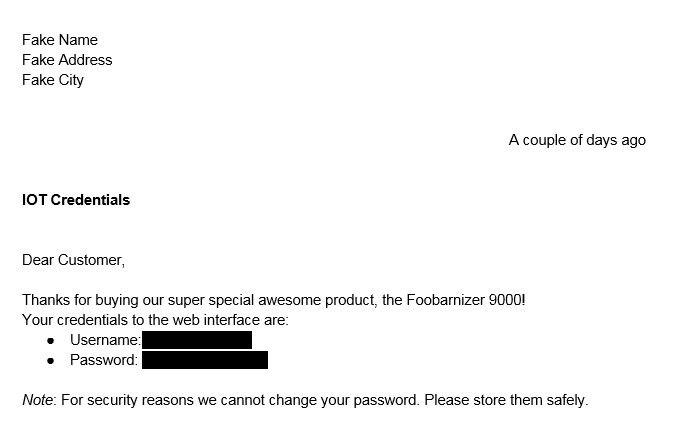 Fake Name
Fake Address
Fake City
A couple of days ago
IOT Credentials
Dear Customer,
Thanks for buying our super special awesome product, the Foobarnizer 9000!
Your credentials to the web interface are:
● Username:
● Password:
Note: For security reasons we cannot change your password. Please store them safely.